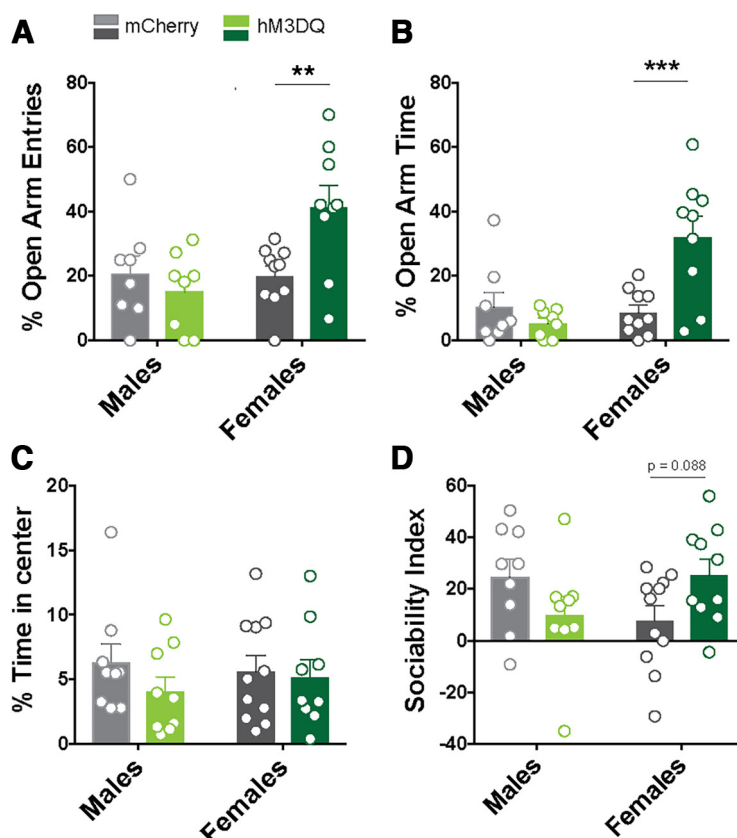 A
mCherry
hM3DQ
B
**
% Open Arm Entries
80
60
40
20
0
Males
Females
***
% Open Arm Time
80
60
40
20
0
Males
Females
C
% Time in center
20
15
10
5
0
Males
Females
D
p = 0.088
Sociability Index
60
40
20
0
-20
-40
Males
Females